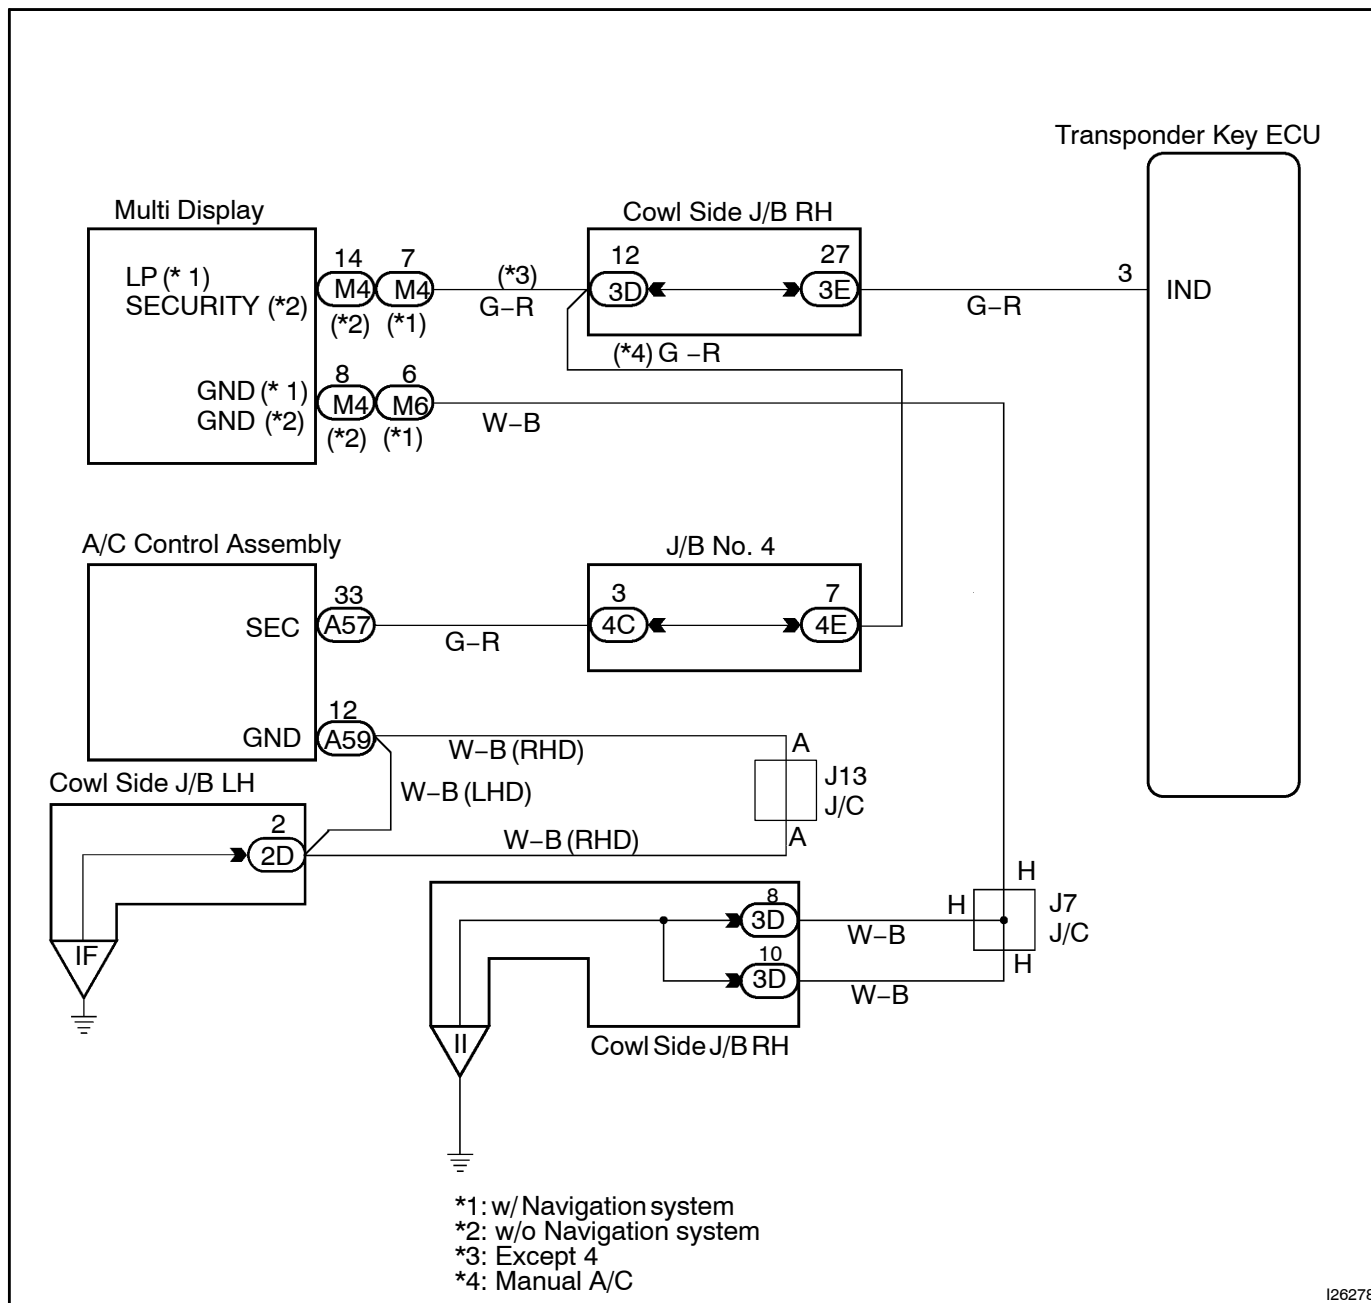 Transponder Key ECU
Multi Display
Cowl Side J/B RH
LP (* 1)
SECURITY (*2)
14
7
M4
M4
(*2)
(*1)
(*3)
G–R
12
27
3D
3E
G–R
3
IND
(*4) G –R
GND (* 1)
GND (*2)
8
6
M4
M6
(*2)
(*1)
W–B
A/C Control Assembly
J/B No. 4
SEC
33
A57
G–R
3
7
4C
4E
GND
12
A59
W–B (RHD)
A
J13
J/C
A
W–B (LHD)
Cowl Side J/B LH
2
2D
W–B (RHD)
IF
8
3D
W–B
H
H
J7
J/C
H
10
3D
W–B
II
Cowl Side J/B RH
*1: w/ Navigation system
*2: w/o Navigation system
*3: Except 4
*4: Manual A/C
I26278